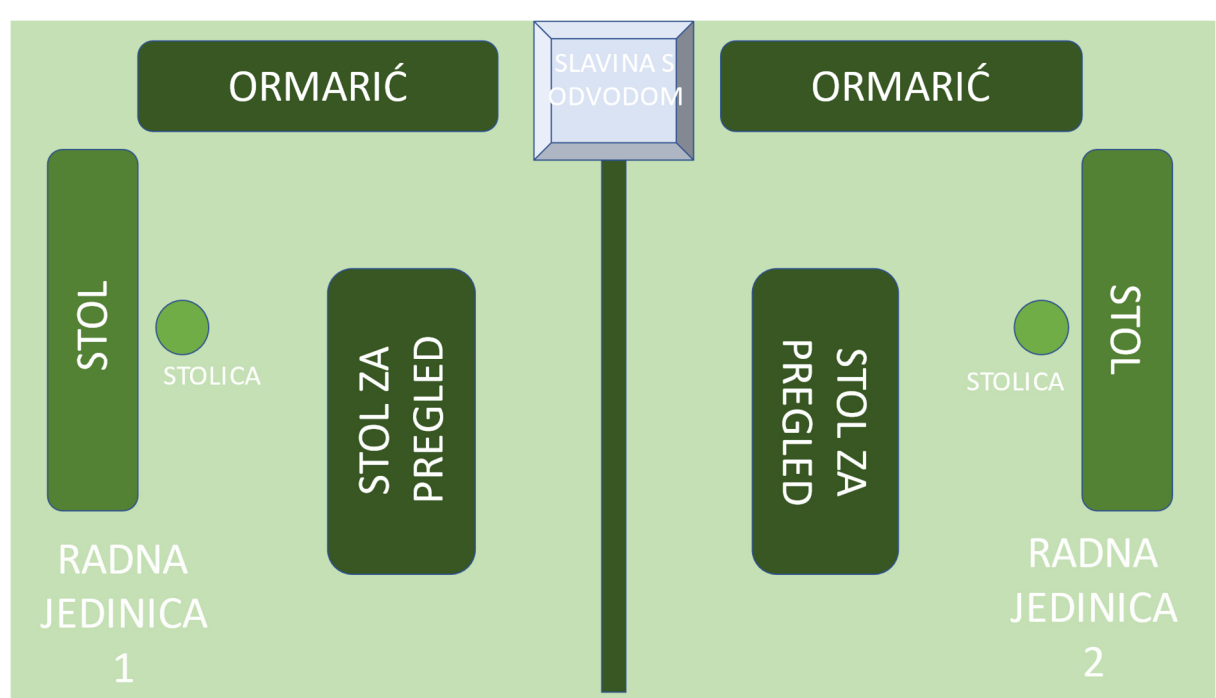 ORMARIĆ
SLAVINA S
ODVODOM
ORMARIĆ
STOL
STOLICA
STOL ZA
PREGLED
STOL ZA
PREGLED
STOLICA
STOL
RADNA
JEDINICA
1
RADNA
JEDINICA
2